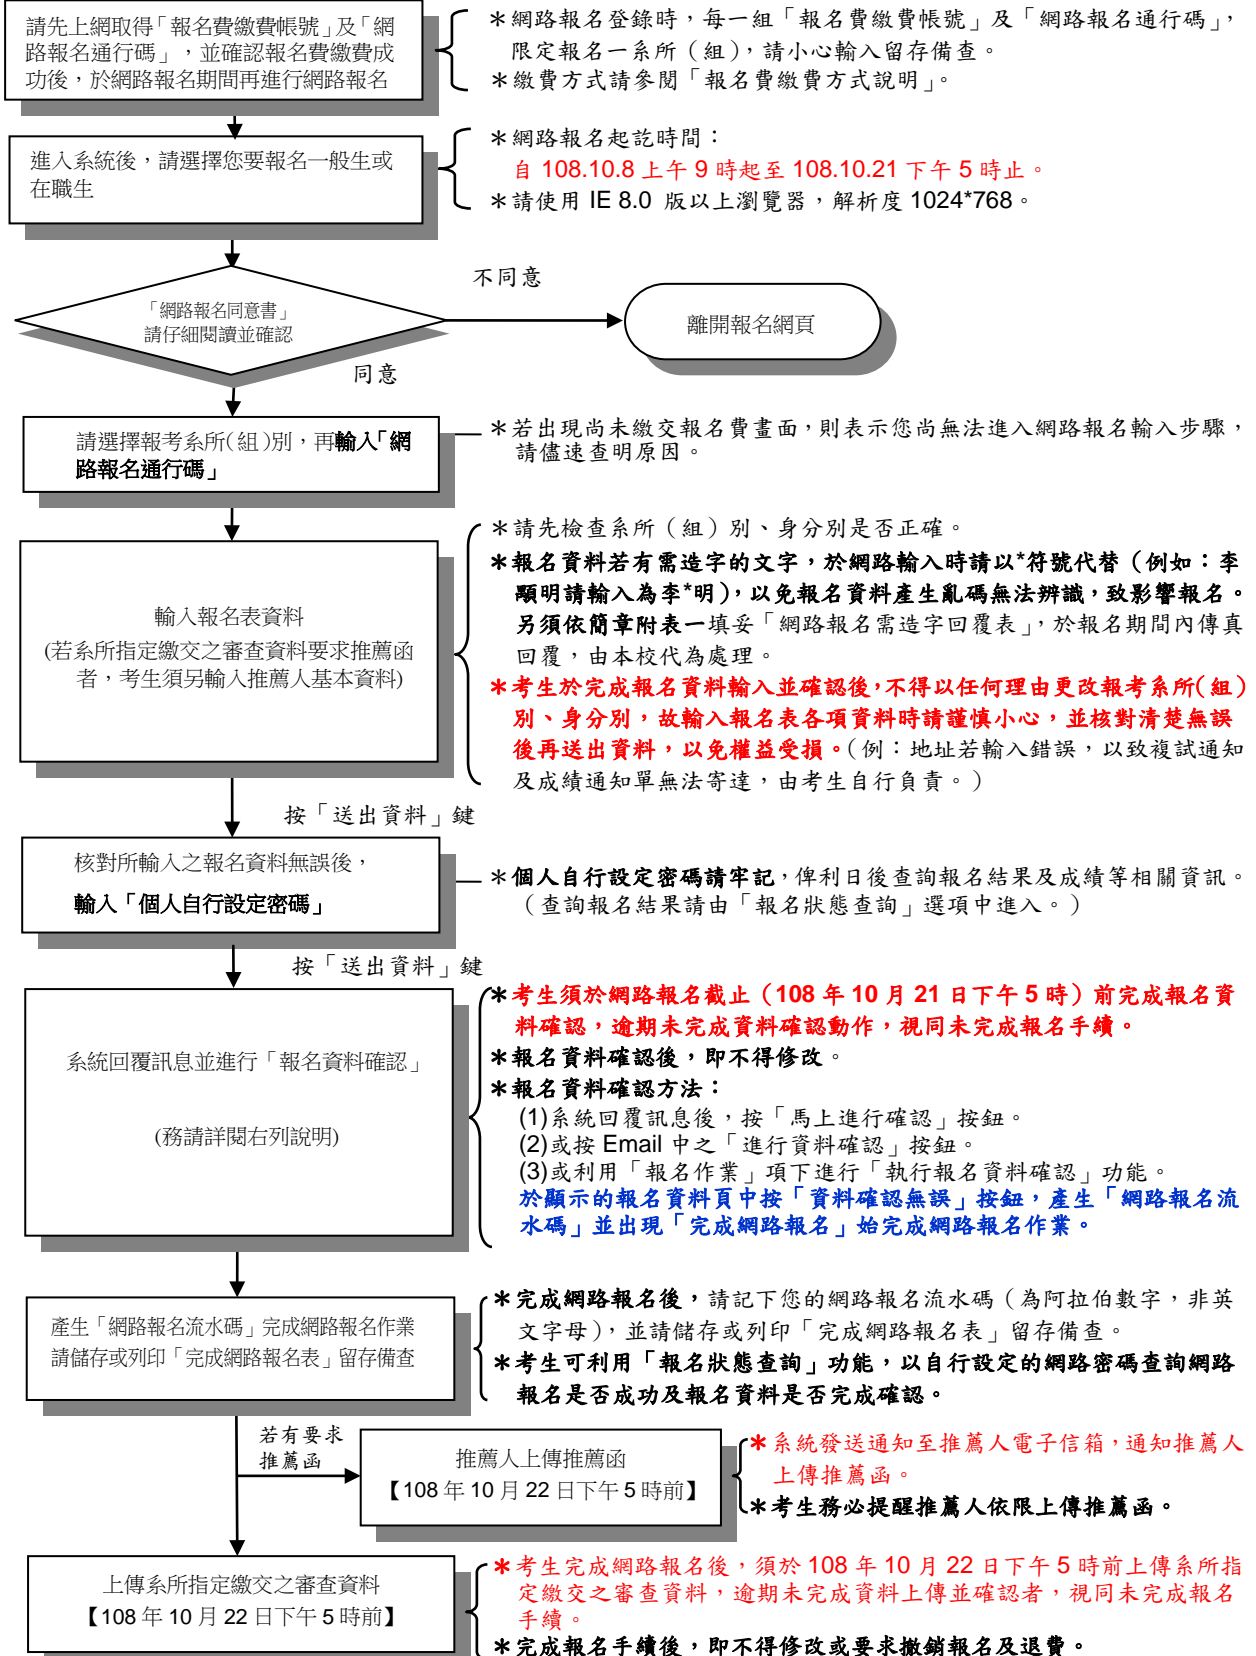 請先上網取得「報名費繳費帳號」及「網
路報名通行碼」，並確認報名費繳費成
功後，於網路報名期間再進行網路報名
＊網路報名登錄時，每一組「報名費繳費帳號」及「網路報名通行碼」，
限定報名一系所（組），請小心輸入留存備查。
＊繳費方式請參閱「報名費繳費方式說明」。
進入系統後，請選擇您要報名一般生或
在職生
＊網路報名起訖時間：
自 108.10.8 上午 9 時起至 108.10.21 下午 5 時止。
＊請使用 IE 8.0 版以上瀏覽器，解析度 1024*768。
「網路報名同意書」
請仔細閱讀並確認
不同意
離開報名網頁
同意
請選擇報考系所(組)別，再輸入「網
路報名通行碼」
＊若出現尚未繳交報名費畫面，則表示您尚無法進入網路報名輸入步驟，
請儘速查明原因。
輸入報名表資料
(若系所指定繳交之審查資料要求推薦函
者，考生須另輸入推薦人基本資料)
＊請先檢查系所（組）別、身分別是否正確。
＊報名資料若有需造字的文字，於網路輸入時請以*符號代替（例如：李
顒明請輸入為李*明），以免報名資料產生亂碼無法辨識，致影響報名。
另須依簡章附表一填妥「網路報名需造字回覆表」，於報名期間內傳真
回覆，由本校代為處理。
＊考生於完成報名資料輸入並確認後，不得以任何理由更改報考系所（組）
別、身分別，故輸入報名表各項資料時請謹慎小心，並核對清楚無誤
後再送出資料，以免權益受損。（例：地址若輸入錯誤，以致複試通知
及成績通知單無法寄達，由考生自行負責。）
按「送出資料」鍵
核對所輸入之報名資料無誤後，
輸入「個人自行設定密碼」
＊個人自行設定密碼請牢記，俾利日後查詢報名結果及成績等相關資訊。
（查詢報名結果請由「報名狀態查詢」選項中進入。）
按「送出資料」鍵
系統回覆訊息並進行「報名資料確認」
(務請詳閱右列說明)
＊考生須於網路報名截止（108 年 10 月 21 日下午 5 時）前完成報名資
料確認，逾期未完成資料確認動作，視同未完成報名手續。
＊報名資料確認後，即不得修改。
＊報名資料確認方法：
(1)系統回覆訊息後，按「馬上進行確認」按鈕。
(2)或按 Email 中之「進行資料確認」按鈕。
(3)或利用「報名作業」項下進行「執行報名資料確認」功能。
於顯示的報名資料頁中按「資料確認無誤」按鈕，產生「網路報名流
水碼」並出現「完成網路報名」始完成網路報名作業。
產生「網路報名流水碼」完成網路報名作業
請儲存或列印「完成網路報名表」留存備查
＊完成網路報名後，請記下您的網路報名流水碼（為阿拉伯數字，非英
文字母），並請儲存或列印「完成網路報名表」留存備查。
＊考生可利用「報名狀態查詢」功能，以自行設定的網路密碼查詢網路
報名是否成功及報名資料是否完成確認。
若有要求
推薦函
推薦人上傳推薦函
【108 年 10 月 22 日下午 5 時前】
＊系統發送通知至推薦人電子信箱，通知推薦人
上傳推薦函。
＊考生務必提醒推薦人依限上傳推薦函。
上傳系所指定繳交之審查資料
【108 年 10 月 22 日下午 5 時前】
＊考生完成網路報名後，須於 108 年 10 月 22 日下午 5 時前上傳系所指
定繳交之審查資料，逾期未完成資料上傳並確認者，視同未完成報名
手續。
＊完成報名手續後，即不得修改或要求撤銷報名及退費。